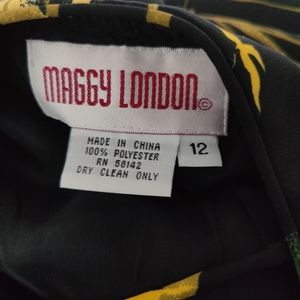 MAGGY LONDON©
12
MADE IN CHINA
100% POLYESTER
RN 58142
DRY CLEAN ONLY